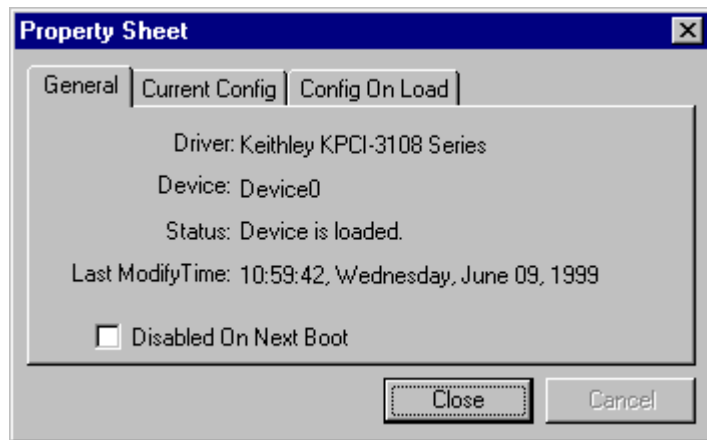 Property Sheet
General Current Config Config On Load
Driver: Keithley KPCI-3108 Series
Device: Device0
Status: Device is loaded.
Last ModifyTime: 10:59:42, Wednesday, June 09, 1999
Disabled On Next Boot
Close Cancel